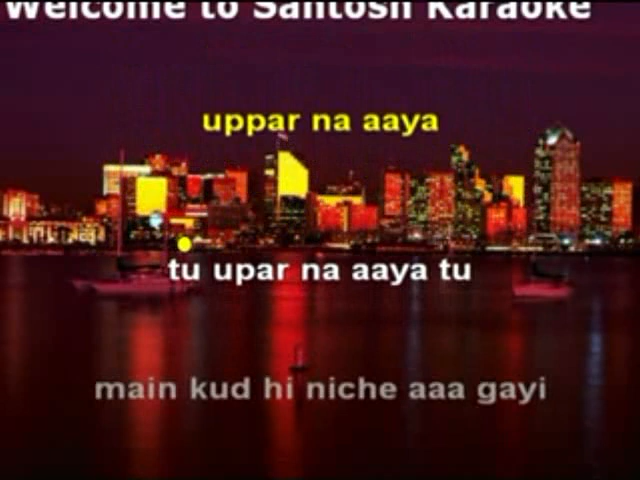 Welcome to Santosh Karaoke
uppar na aaya
tu upar na aaya tu
main kud hi niche aaa gayi